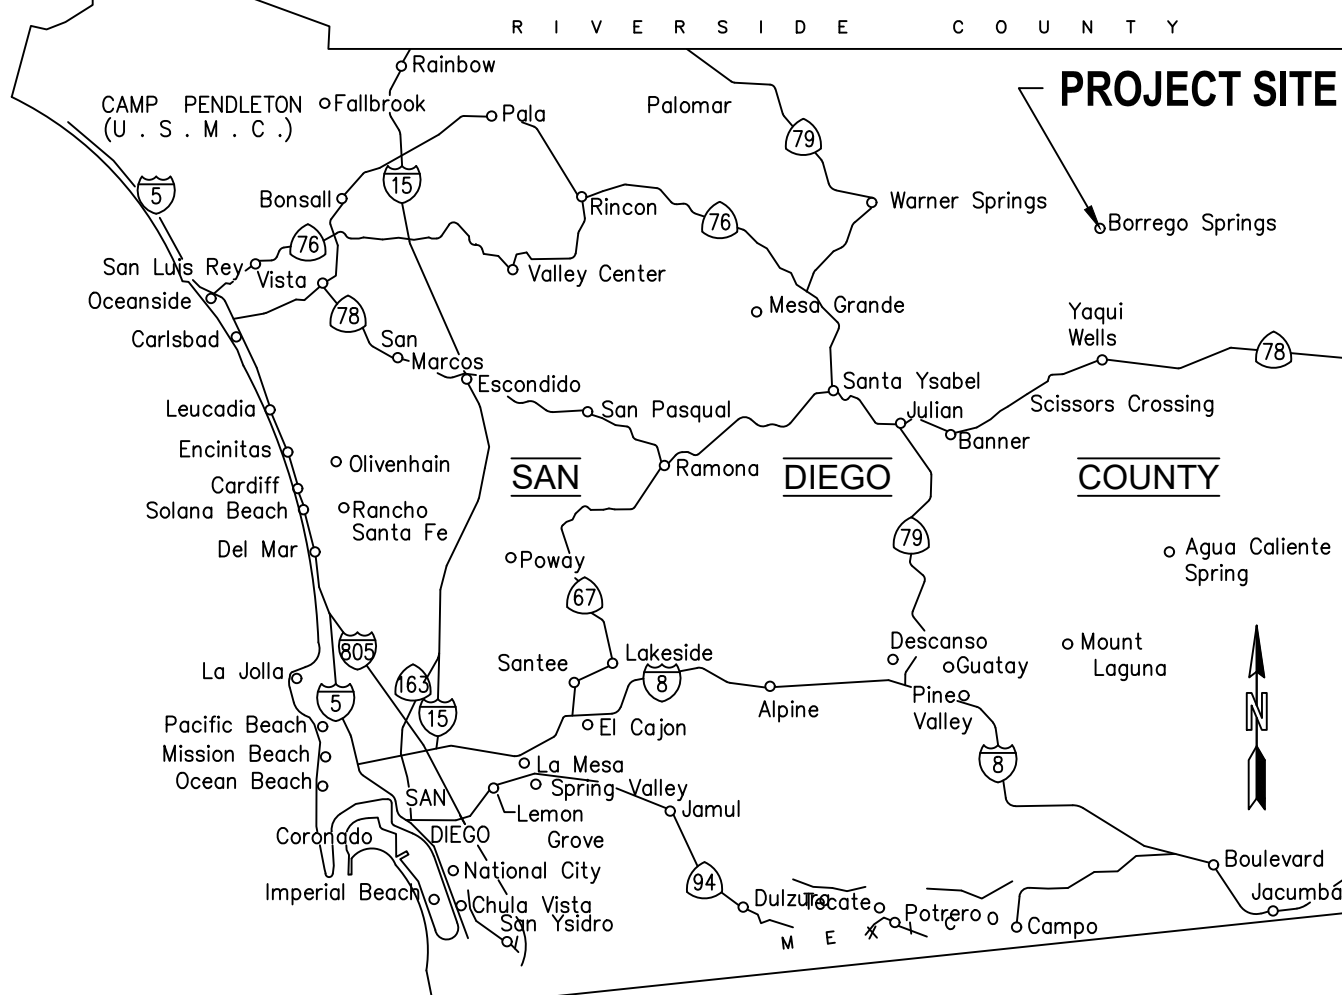 RIVERSIDE COUNTY
Rainbow
PROJECT SITE
CAMP PENDLETON
(U.S.M.C.)
Fallbrook
Pala
Palomar
79
5
15
Bonsall
Rincon
76
Warner Springs
Borrego Springs
76
San Luis Rey
Vista
Valley Center
Oceanside
Mesa Grande
78
Yaqui
Wells
Carlsbad
San
Marcos
78
Escondido
Santa Ysabel
Leucadia
San Pasqual
Julian
Scissors Crossing
Banner
Encinitas
Olivenhain
Ramona
SAN DIEGO COUNTY
Cardiff
Solana Beach
Rancho
Santa Fe
Del Mar
79
Poway
Agua Caliente
Spring
67
805
Descanso
Mount
Laguna
Lakeside
Santee
Guatay
La Jolla
163
8
5
15
Pine
Valley
Alpine
N
Pacific Beach
El Cajon
Mission Beach
La Mesa
8
Ocean Beach
Spring Valley
SAN
DIEGO
Lemon
Grove
Jamul
Coronado
National City
Boulevard
94
Imperial Beach
Jacumba
Chula Vista
Dulzura
Tecate
San Ysidro
Potrero
Campo
MEXICO